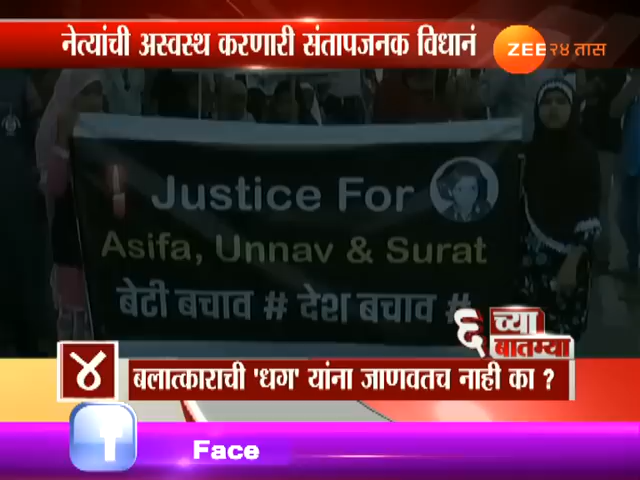 नेत्यांची अस्वस्थ करणारी संतापजनक विधानं
ZEE २४ तास
Justice For
Asifa, Unnav & Surat
बेटी बचाव # देश बचाव #
६ च्या
बातम्या
४ बलात्काराची 'धग' यांना जाणवतच नाही का ?
f Face